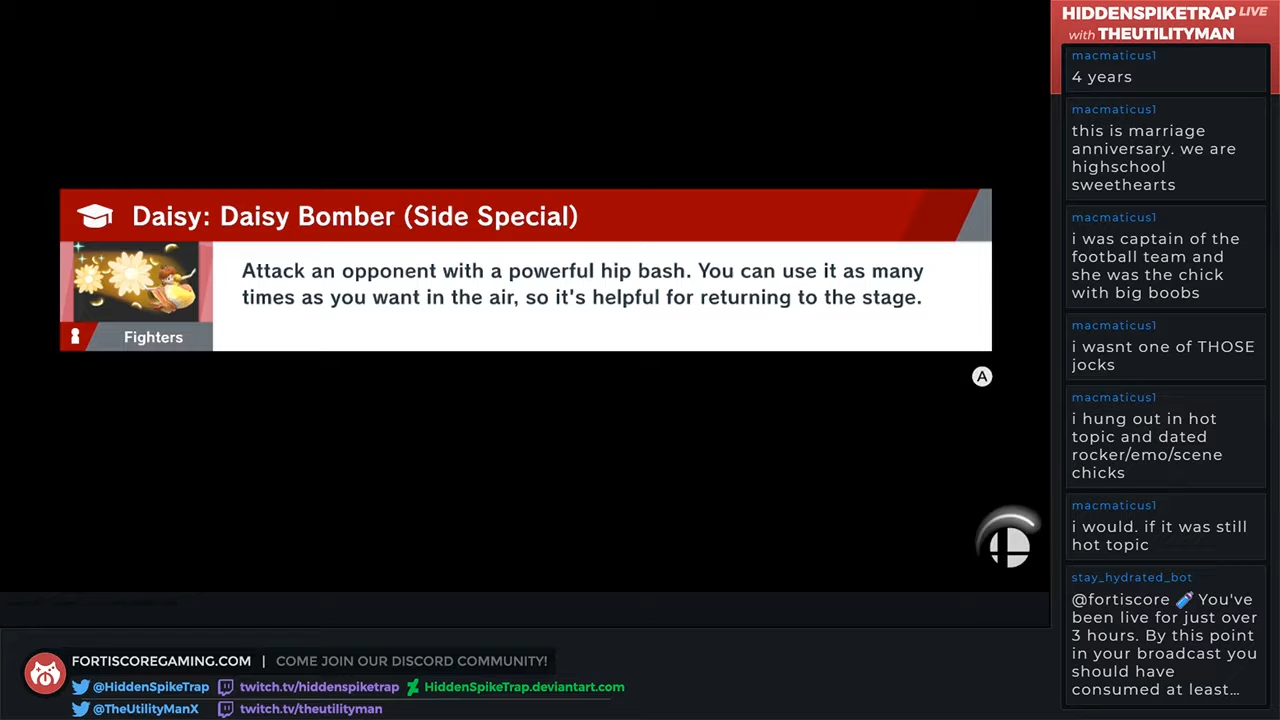 HIDDENSPIKETRAP LIVE
with THEUTILITYMAN
macmaticus1
4 years
macmaticus1
this is marriage
anniversary. we are
highschool
sweethearts
macmaticus1
i was captain of the
football team and
she was the chick
with big boobs
macmaticus1
i wasnt one of THOSE
jocks
macmaticus1
i hung out in hot
topic and dated
rocker/emo/scene
chicks
macmaticus1
i would. if it was still
hot topic
stay_hydrated_bot
@fortiscore You've
been live for just over
3 hours. By this point
in your broadcast you
should have
consumed at least…
Daisy: Daisy Bomber (Side Special)
Attack an opponent with a powerful hip bash. You can use it as many
times as you want in the air, so it's helpful for returning to the stage.
Fighters
A
FORTISCOREGAMING.COM | COME JOIN OUR DISCORD COMMUNITY!
@HiddenSpikeTrap twitch.tv/hiddenspiketrap HiddenSpikeTrap.deviantart.com
@TheUtilityManX twitch.tv/theutilityman